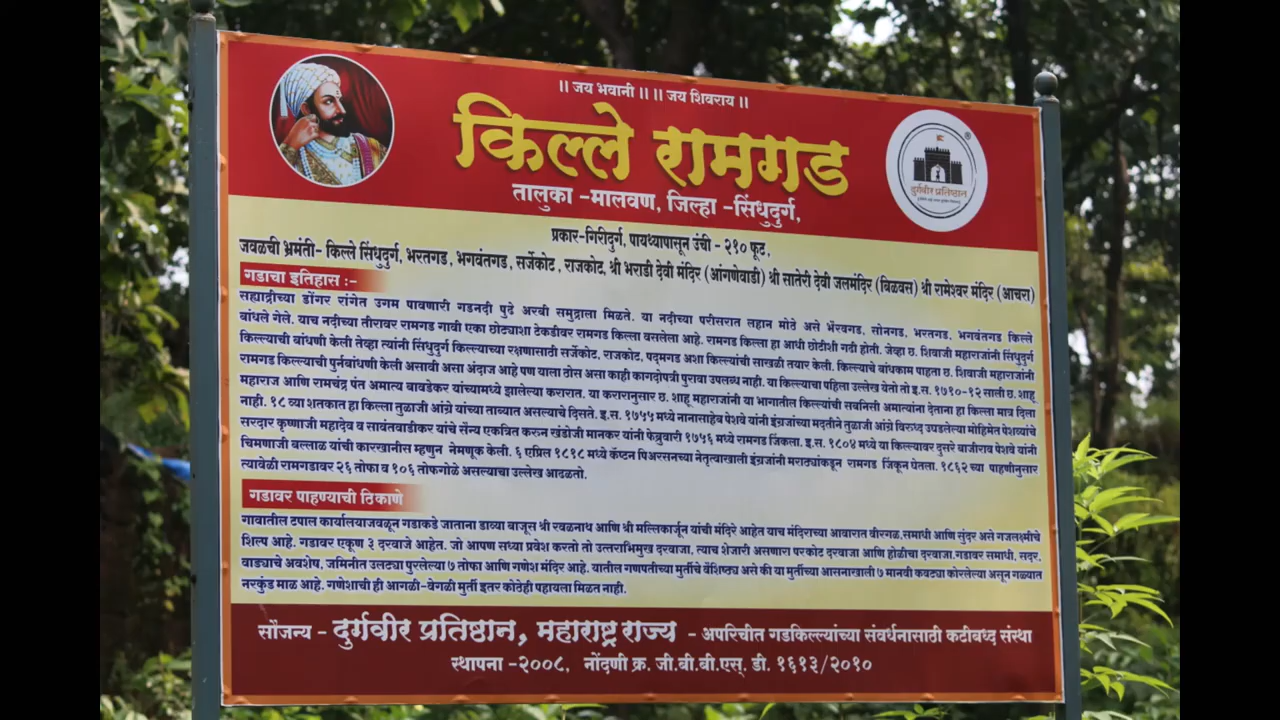 ॥ जय भवानी ॥ ॥ जय शिवराय ॥
किल्ले रामगड
तालुका -मालवण, जिल्हा -सिंधुदुर्ग,
दुर्गवीर प्रतिष्ठान
प्रकार-गिरीदुर्ग, पायथ्यापासून उंची - २१० फूट,
जवळची भ्रमंती- किल्ले सिंधुदुर्ग, भरतगड, भगवंतगड, सर्जेकोट, राजकोट, श्री भराडी देवी मंदिर (आंगणेवाडी) श्री सातेरी देवी जलमंदिर (बिळवस) श्री रामेश्वर मंदिर (आचरा)
गडाचा इतिहास :-
सह्याद्रीच्या डोंगर रांगेत उगम पावणारी गडनदी पुढे अरबी समुद्राला मिळते. या नदीच्या परीसरात लहान मोठे असे भैरवगड, सोनगड, भरतगड, भगवंतगड किल्ले
बांधले गेले. याच नदीच्या तीरावर रामगड गावी एका छोट्याशा टेकडीवर रामगड किल्ला वसलेला आहे. रामगड किल्ला हा आधी छोटीशी गढी होती. जेव्हा छ. शिवाजी महाराजांनी सिंधुदुर्ग
किल्ल्याची बांधणी केली तेव्हा त्यांनी सिंधुदुर्ग किल्ल्याच्या रक्षणासाठी सर्जेकोट, राजकोट, पद्मगड अशा किल्ल्यांची साखळी तयार केली. किल्ल्याचे बांधकाम पाहता छ. शिवाजी महाराजांनी
रामगड किल्ल्याची पुर्नबांधणी केली असावी असा अंदाज आहे पण याला ठोस असा काही कागदोपत्री पुरावा उपलब्ध नाही. या किल्ल्याचा पहिला उल्लेख येतो तो इ.स. १७१०-१२ साली छ. शाहू
महाराज आणि रामचंद्र पंत अमात्य बावडेकर यांच्यामध्ये झालेल्या करारात. या करारानुसार छ. शाहू महाराजांनी या भागातील किल्ल्यांची सबनिसी अमात्यांना देताना हा किल्ला मात्र दिला
नाही. १८ व्या शतकात हा किल्ला तुळाजी आंग्रे यांच्या ताब्यात असल्याचे दिसते. इ.स. १७५५ मध्ये नानासाहेब पेशवे यांनी इंग्रजांच्या मदतीने तुळाजी आंग्रे विरुध्द उघडलेल्या मोहिमेत पेशव्यांचे
सरदार कृष्णाजी महादेव व सावंतवाडीकर यांचे सैन्य एकत्रित करुन खंडोजी मानकर यांनी फेब्रुवारी १७५६ मध्ये रामगड जिंकला. इ.स. १८०४ मध्ये या किल्ल्यावर दुसरे बाजीराव पेशवे यांनी
चिमणाजी बल्लाळ यांची कारखानीस म्हणुन नेमणूक केली. ६ एप्रिल १८१८ मध्ये कॅप्टन पिअरसनच्या नेतृत्वाखाली इंग्रजांनी मराठ्यांकडून रामगड जिंकून घेतला. १८६२ च्या पाहणीनुसार
त्यावेळी रामगडावर २६ तोफा व १०६ तोफगोळे असल्याचा उल्लेख आढळतो.
गडावर पाहण्याची ठिकाणे
गावातील टपाल कार्यालयाजवळून गडाकडे जाताना डाव्या बाजूस श्री रवळनाथ आणि श्री मल्लिकार्जून यांची मंदिरे आहेत याच मंदिराच्या आवारात वीरगळ,समाधी आणि सुंदर असे गजलक्ष्मीचे
शिल्प आहे. गडावर एकूण ३ दरवाजे आहेत. जो आपण सध्या प्रवेश करतो तो उत्तराभिमुख दरवाजा, त्याच शेजारी असणारा परकोट दरवाजा आणि होळीचा दरवाजा.गडावर समाधी, सदर,
वाड्याचे अवशेष, जमिनीत उलट्या पुरलेल्या ७ तोफा आणि गणेश मंदिर आहे. यातील गणपतीच्या मुर्तीचे वैशिष्ट्य असे की या मुर्तीच्या आसनाखाली ७ मानवी कवट्या कोरलेल्या असून गळ्यात
नरकुंड माळ आहे. गणेशाची ही आगळी-वेगळी मुर्ती इतर कोठेही पहायला मिळत नाही.
सौजन्य - दुर्गवीर प्रतिष्ठान, महाराष्ट्र राज्य - अपरिचीत गडकिल्ल्यांच्या संवर्धनासाठी कटीबध्द संस्था
स्थापना -२००८, नोंदणी क्र. जी.बी.बी.एस्. डी. १६१३/२०१०